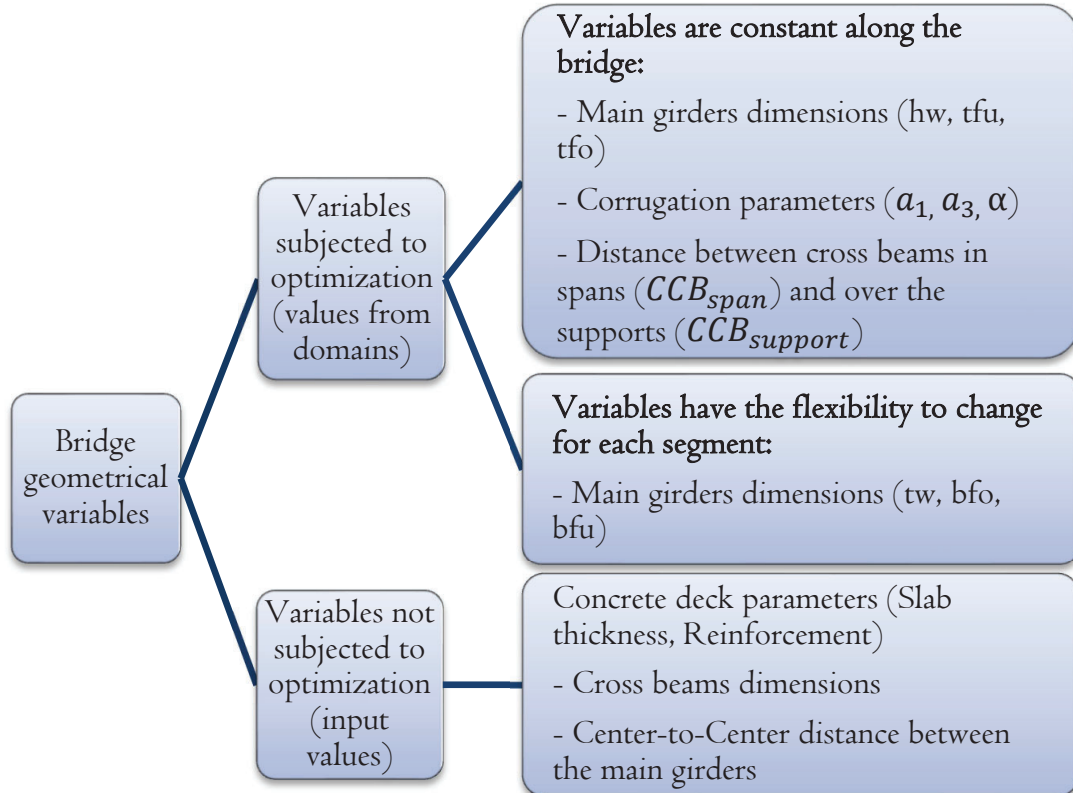 Bridge
geometrical
variables
Variables
subjected to
optimization
(values from
domains)
Variables are constant along the
bridge:
- Main girders dimensions (hw, tfu,
tfo)
- Corrugation parameters (a₁, a₃, α)
- Distance between cross beams in
spans (CCB_span) and over the
supports (CCB_support)
Variables have the flexibility to change
for each segment:
- Main girders dimensions (tw, bfo,
bfu)
Variables not
subjected to
optimization
(input
values)
Concrete deck parameters (Slab
thickness, Reinforcement)
- Cross beams dimensions
- Center-to-Center distance between
the main girders